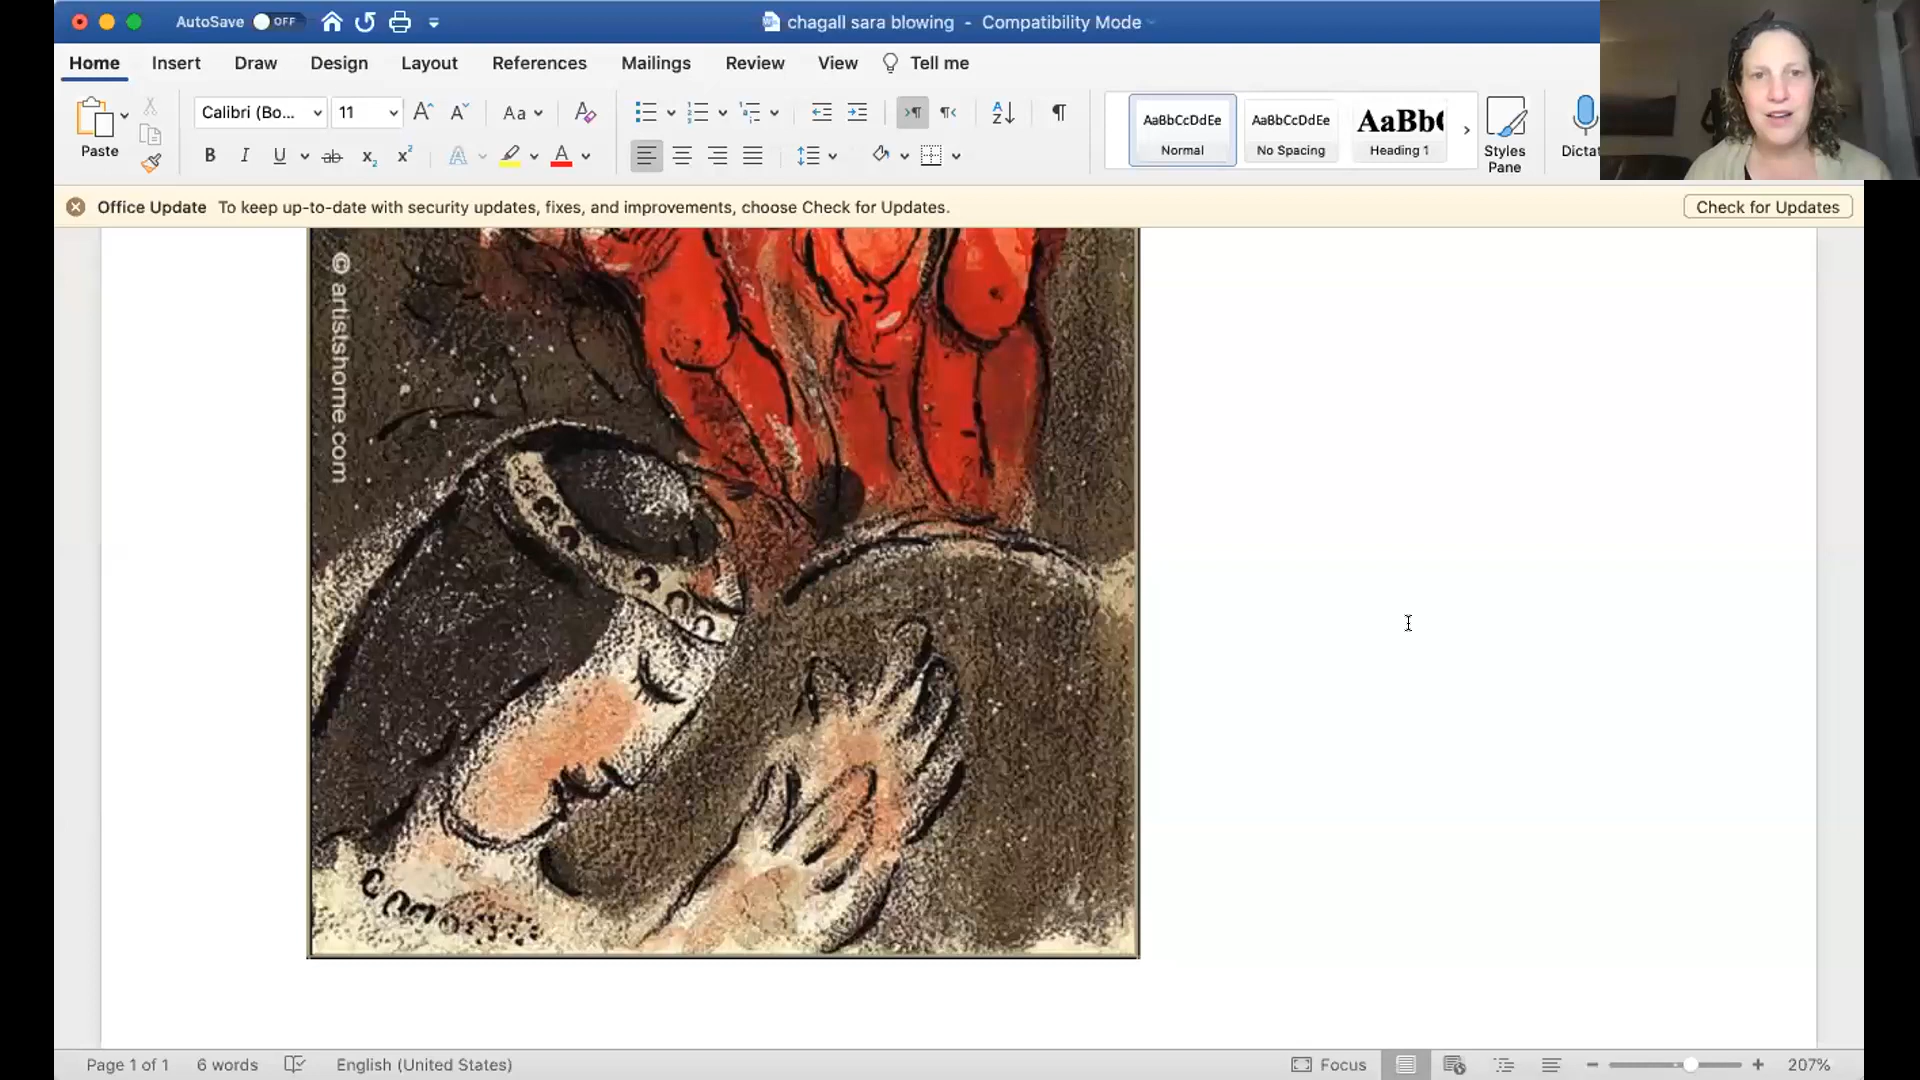 AutoSave OFF
chagall sara blowing - Compatibility Mode
Home Insert Draw Design Layout References Mailings Review View Tell me
Paste
Calibri (Bo... 11
Aa
B I U ab x₂ x² A A
AaBbCcDdEe
Normal
AaBbCcDdEe
No Spacing
AaBb(
Heading 1
Styles
Pane
Dictat
Office Update To keep up-to-date with security updates, fixes, and improvements, choose Check for Updates.
Check for Updates
© artistshome.com
Page 1 of 1 6 words English (United States)
Focus
207%